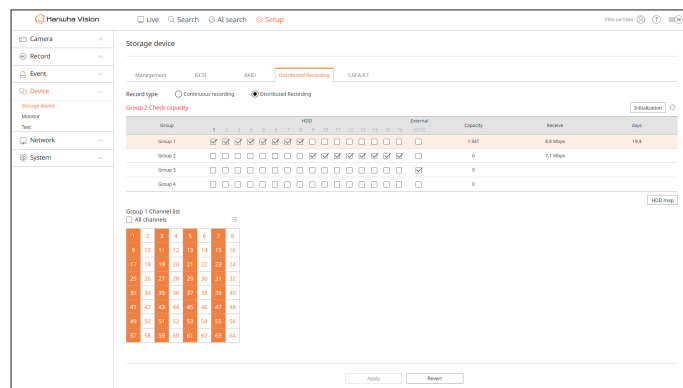 Hanwha Vision
Live Search AI search Setup
Camera
Record
Event
Device
Storage device
Monitor
Text
Network
System
Storage device
Management iSCSI RAID Distributed Recording S.M.A.R.T
Record type Continuous recording Distributed Recording
Group 2 Check capacity Initialization
Group HDD External Capacity Receive days
1 2 3 4 5 6 7 8 9 10 11 12 13 14 15 16 iSCSI
Group 1 1.94T 8.8 Mbps 19.4
Group 2 0 7.1 Mbps
Group 3 0
Group 4 0
HDD map
Group 1 Channel list
All channels
1 2 3 4 5 6 7 8
9 10 11 12 13 14 15 16
17 18 19 20 21 22 23 24
25 26 27 28 29 30 31 32
33 34 35 36 37 38 39 40
41 42 43 44 45 46 47 48
49 50 51 52 53 54 55 56
57 58 59 60 61 62 63 64
Apply Revert